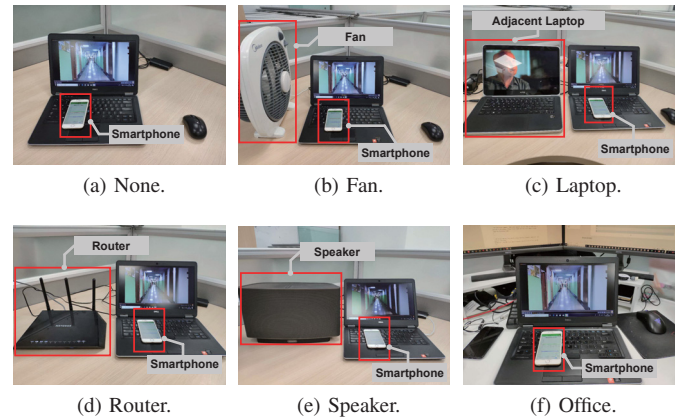 Smartphone
(a) None.
Fan
Smartphone
(b) Fan.
Adjacent Laptop
Smartphone
(c) Laptop.
Router
Smartphone
(d) Router.
Speaker
Smartphone
(e) Speaker.
Smartphone
(f) Office.